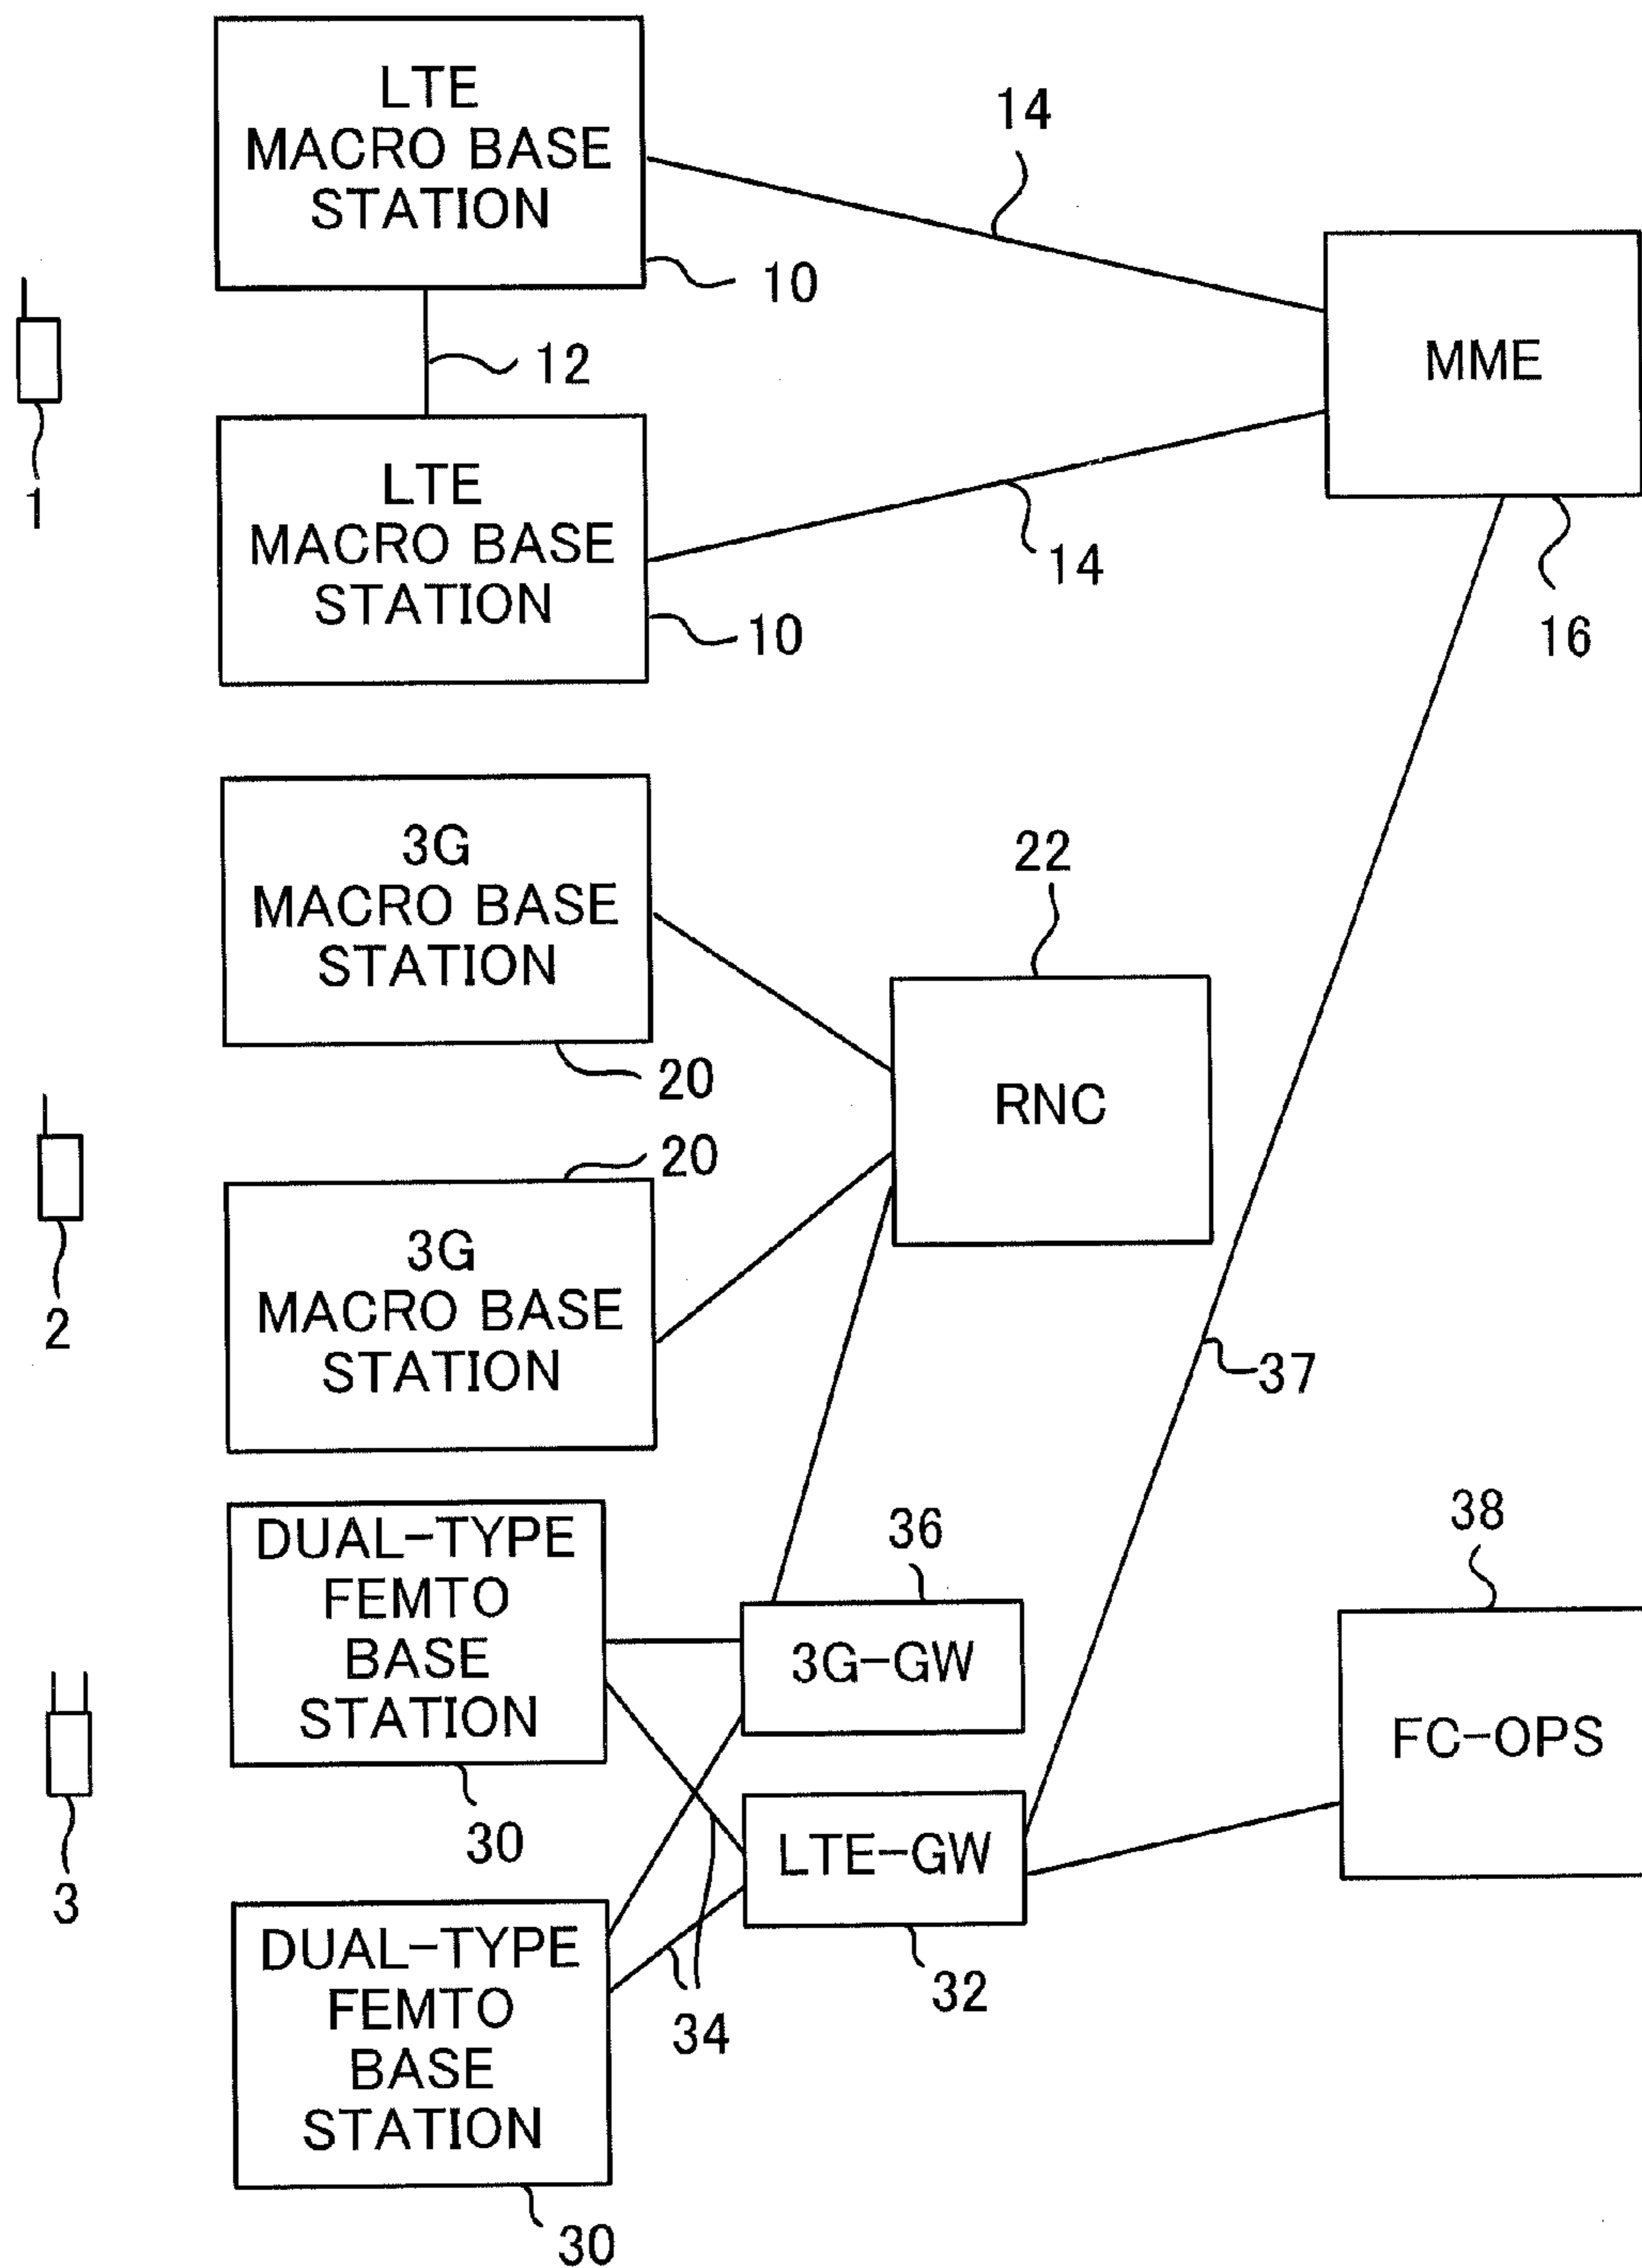 LTE
MACRO BASE
STATION
10
14
1
12
MME
LTE
MACRO BASE
STATION
10
14
16
3G
MACRO BASE
STATION
20
22
RNC
2
20
3G
MACRO BASE
STATION
37
DUAL-TYPE
FEMTO
BASE
STATION
30
36
3G-GW
38
FC-OPS
3
LTE-GW
32
34
DUAL-TYPE
FEMTO
BASE
STATION
30